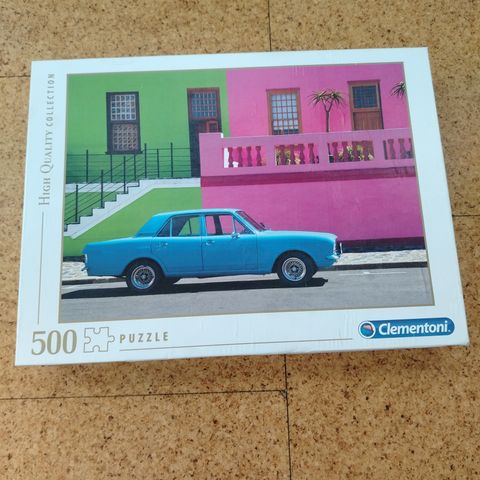 HIGH QUALITY COLLECTION
500 PUZZLE
Clementoni